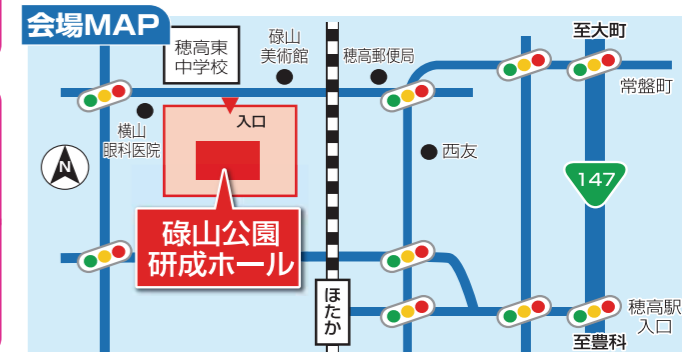 会場MAP
至大町
穂高東
中学校
碌山
美術館
穂高郵便局
常盤町
入口
横山
眼科医院
西友
N
147
碌山公園
研成ホール
ほたか
穂高駅
入口
至豊科